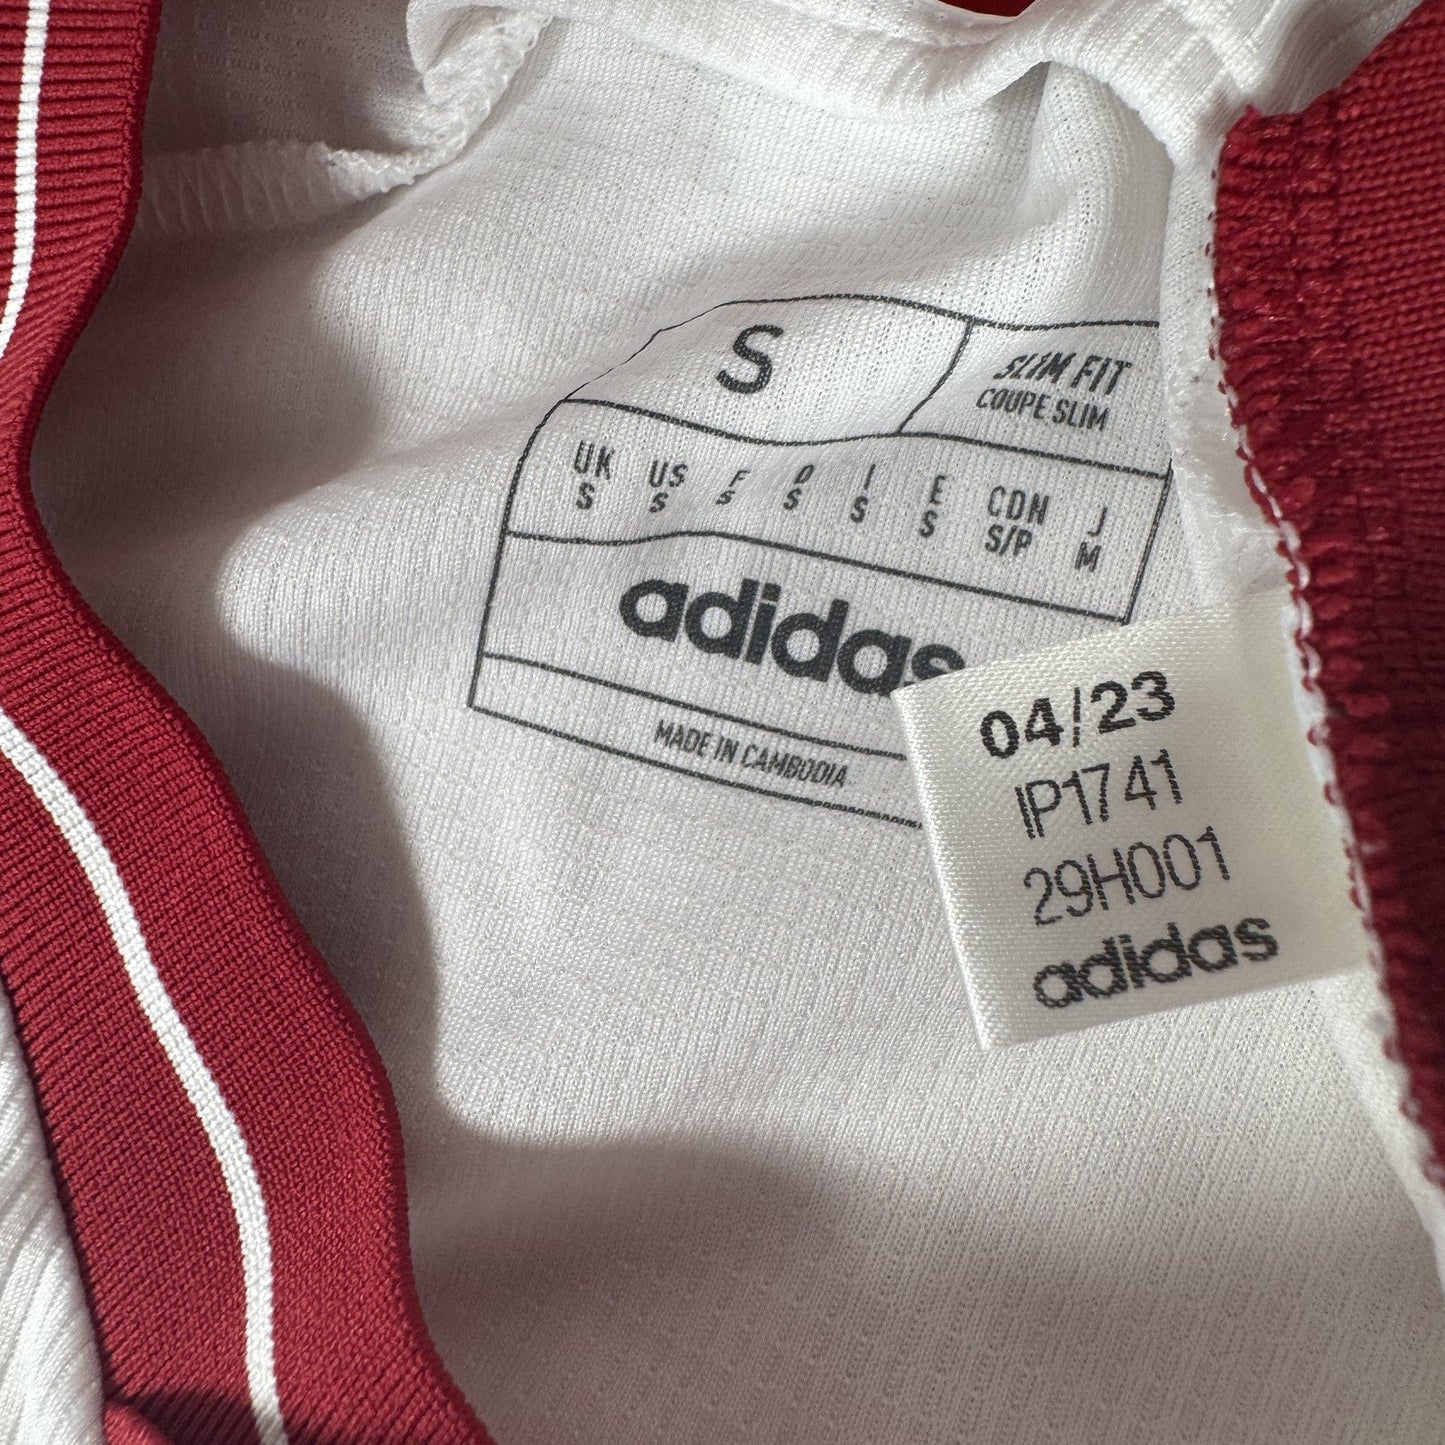 S
SLIM FIT
COUPE SLIM
UK US F D I E CDN J
S S S S S S S/P M
adidas
MADE IN CAMBODIA
04/23
IP1741
29H001
adidas